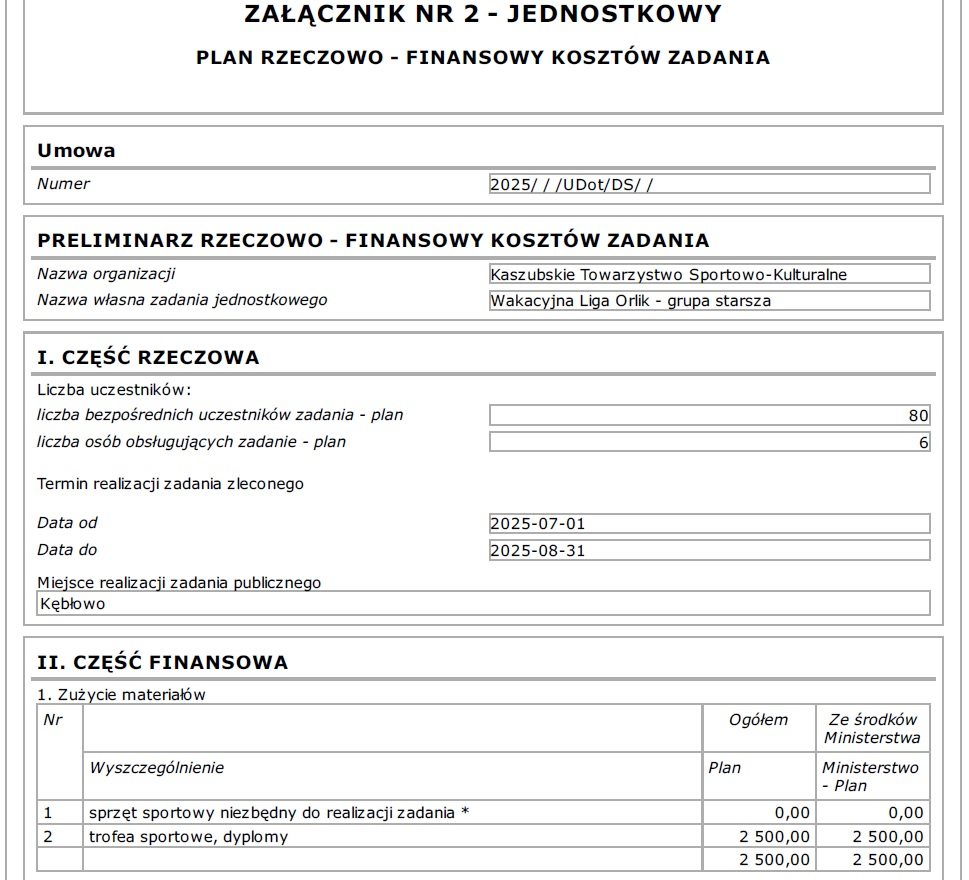 ZAŁĄCZNIK NR 2 - JEDNOSTKOWY
PLAN RZECZOWO - FINANSOWY KOSZTÓW ZADANIA
Umowa
Numer 2025/ / /UDot/DS/ /
PRELIMINARZ RZECZOWO - FINANSOWY KOSZTÓW ZADANIA
Nazwa organizacji Kaszubskie Towarzystwo Sportowo-Kulturalne
Nazwa własna zadania jednostkowego Wakacyjna Liga Orlik - grupa starsza
I. CZĘŚĆ RZECZOWA
Liczba uczestników:
liczba bezpośrednich uczestników zadania - plan 80
liczba osób obsługujących zadanie - plan 6
Termin realizacji zadania zleconego
Data od 2025-07-01
Data do 2025-08-31
Miejsce realizacji zadania publicznego
Kębłowo
II. CZĘŚĆ FINANSOWA
1. Zużycie materiałów
Nr Ogółem Ze środków
Ministerstwa
Wyszczególnienie Plan Ministerstwo
- Plan
1 sprzęt sportowy niezbędny do realizacji zadania * 0,00 0,00
2 trofea sportowe, dyplomy 2 500,00 2 500,00
2 500,00 2 500,00